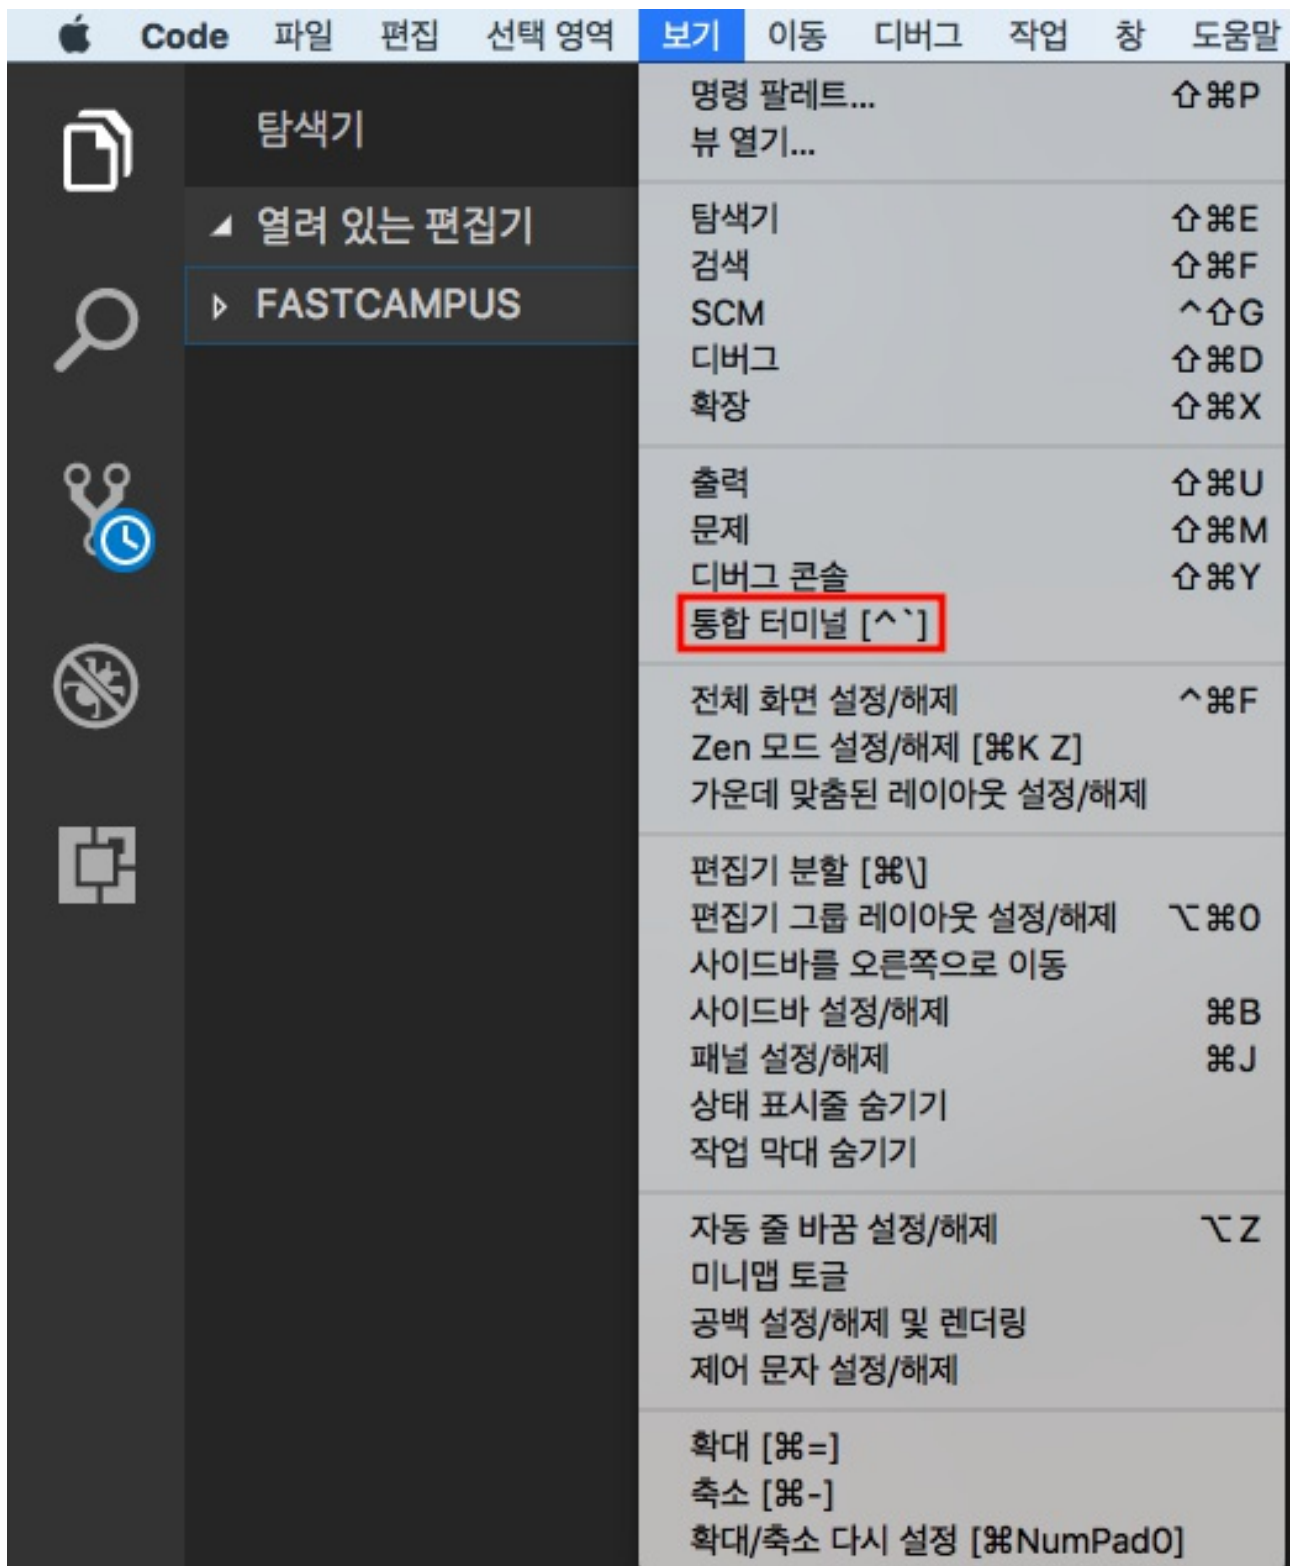 Code 파일 편집 선택 영역 보기 이동 디버그 작업 창 도움말
탐색기
열려 있는 편집기
FASTCAMPUS
명령 팔레트... ⇧⌘P
뷰 열기...
탐색기 ⇧⌘E
검색 ⇧⌘F
SCM ^⇧G
디버그 ⇧⌘D
확장 ⇧⌘X
출력 ⇧⌘U
문제 ⇧⌘M
디버그 콘솔 ⇧⌘Y
통합 터미널 [^`]
전체 화면 설정/해제 ^⌘F
Zen 모드 설정/해제 [⌘K Z]
가운데 맞춤된 레이아웃 설정/해제
편집기 분할 [⌘\]
편집기 그룹 레이아웃 설정/해제 ⌥⌘0
사이드바를 오른쪽으로 이동
사이드바 설정/해제 ⌘B
패널 설정/해제 ⌘J
상태 표시줄 숨기기
작업 막대 숨기기
자동 줄 바꿈 설정/해제 ⌥Z
미니맵 토글
공백 설정/해제 및 렌더링
제어 문자 설정/해제
확대 [⌘=]
축소 [⌘-]
확대/축소 다시 설정 [⌘NumPad0]